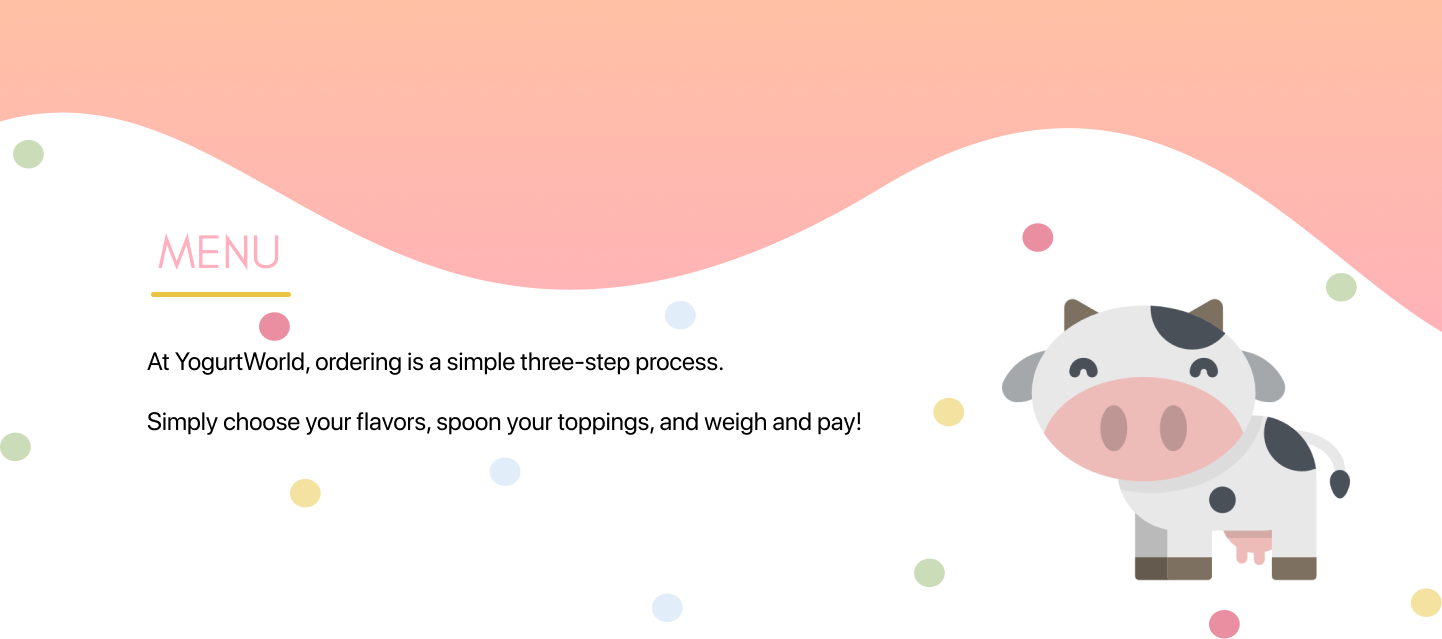 MENU
At YogurtWorld, ordering is a simple three-step process.
Simply choose your flavors, spoon your toppings, and weigh and pay!